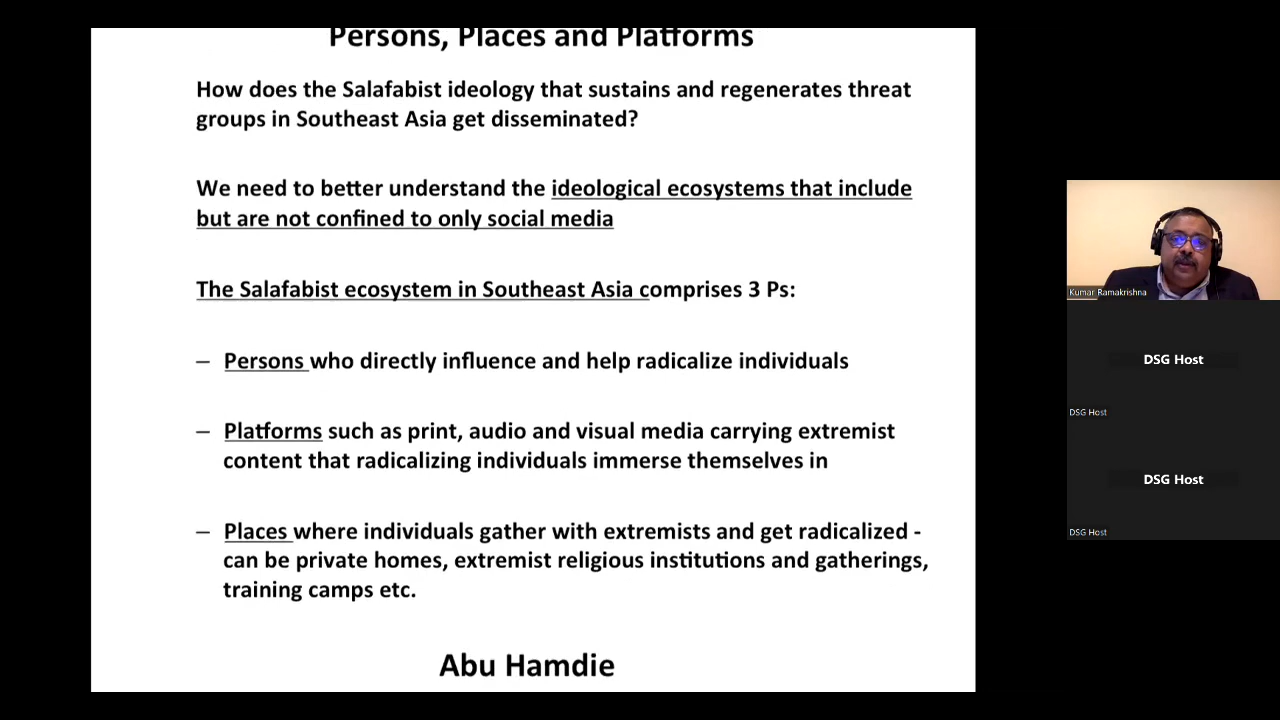 Persons, Places and Platforms
How does the Salafabist ideology that sustains and regenerates threat
groups in Southeast Asia get disseminated?
We need to better understand the ideological ecosystems that include
but are not confined to only social media
The Salafabist ecosystem in Southeast Asia comprises 3 Ps:
– Persons who directly influence and help radicalize individuals
– Platforms such as print, audio and visual media carrying extremist
content that radicalizing individuals immerse themselves in
– Places where individuals gather with extremists and get radicalized -
can be private homes, extremist religious institutions and gatherings,
training camps etc.
Abu Hamdie
Kumar Ramakrishna
DSG Host
DSG Host
DSG Host
DSG Host